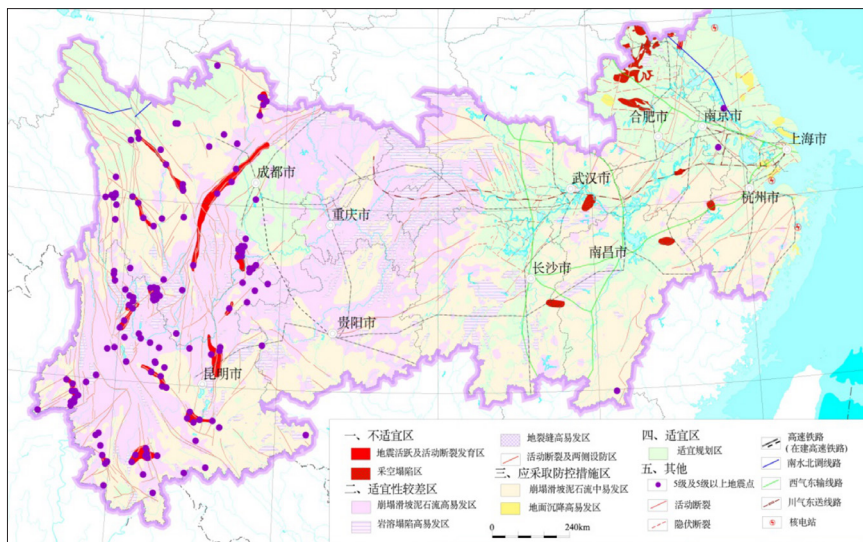 合肥市
南京市
上海市
成都市
武汉市
杭州市
重庆市
南昌市
长沙市
贵阳市
昆明市
一、不适宜区
地震活跃及活动断裂发育区
采空塌陷区
二、适宜性较差区
崩塌滑坡泥石流高易发区
岩溶塌陷高易发区
地裂缝高易发区
活动断裂及两侧设防区
三、应采取防控措施区
崩塌滑坡泥石流中易发区
地面沉降高易发区
0 240km
四、适宜区
适宜规划区
五、其他
5级及5级以上地震点
活动断裂
隐伏断裂
高速铁路
(在建高速铁路)
南水北调线路
西气东输线路
川气东送线路
核电站